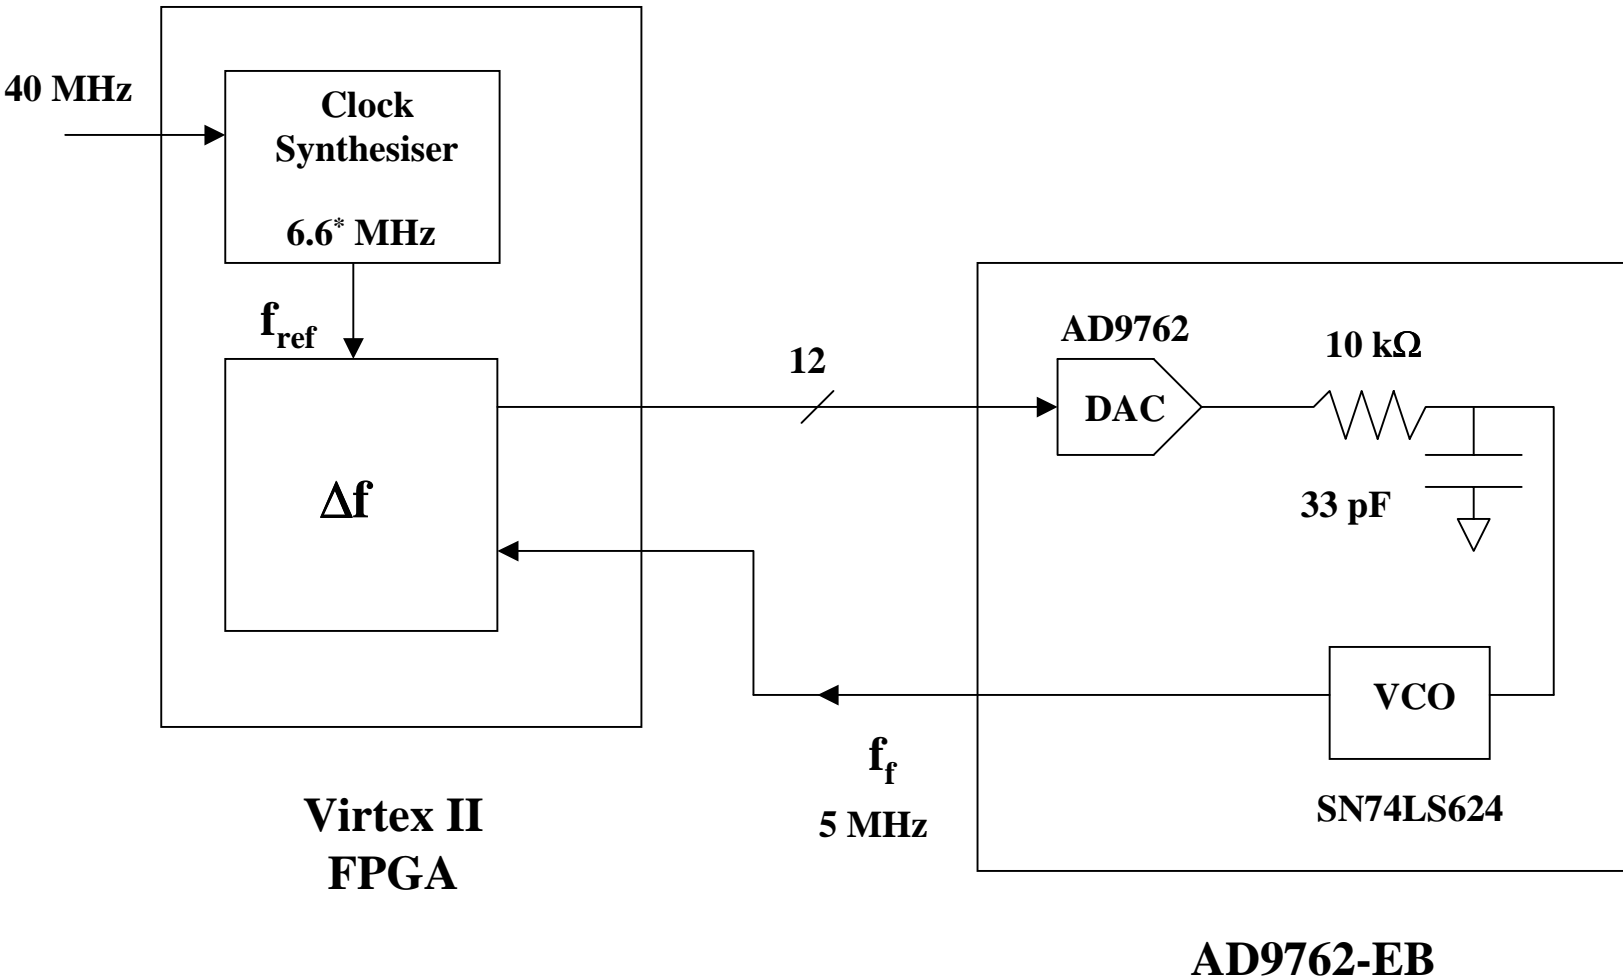 40 MHz
Clock
Synthesiser
6.6* MHz
fref
Δf
12
AD9762
DAC
10 kΩ
33 pF
VCO
SN74LS624
ff
5 MHz
Virtex II
FPGA
AD9762-EB